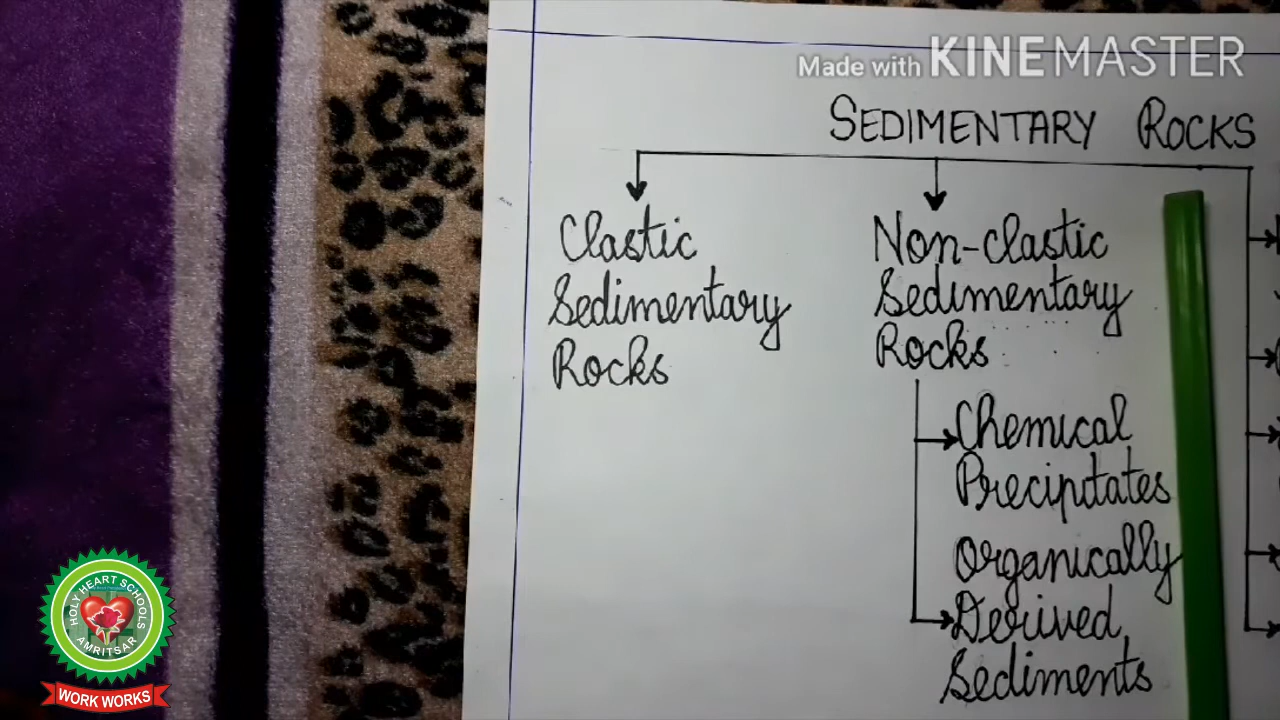 Made with KINEMASTER
SEDIMENTARY ROCKS
Clastic
Sedimentary
Rocks
Non-clastic
Sedimentary
Rocks
Chemical
Precipitates
Organically
Derived
Sediments
HOLY HEART SCHOOLS
AMRITSAR
WORK WORKS